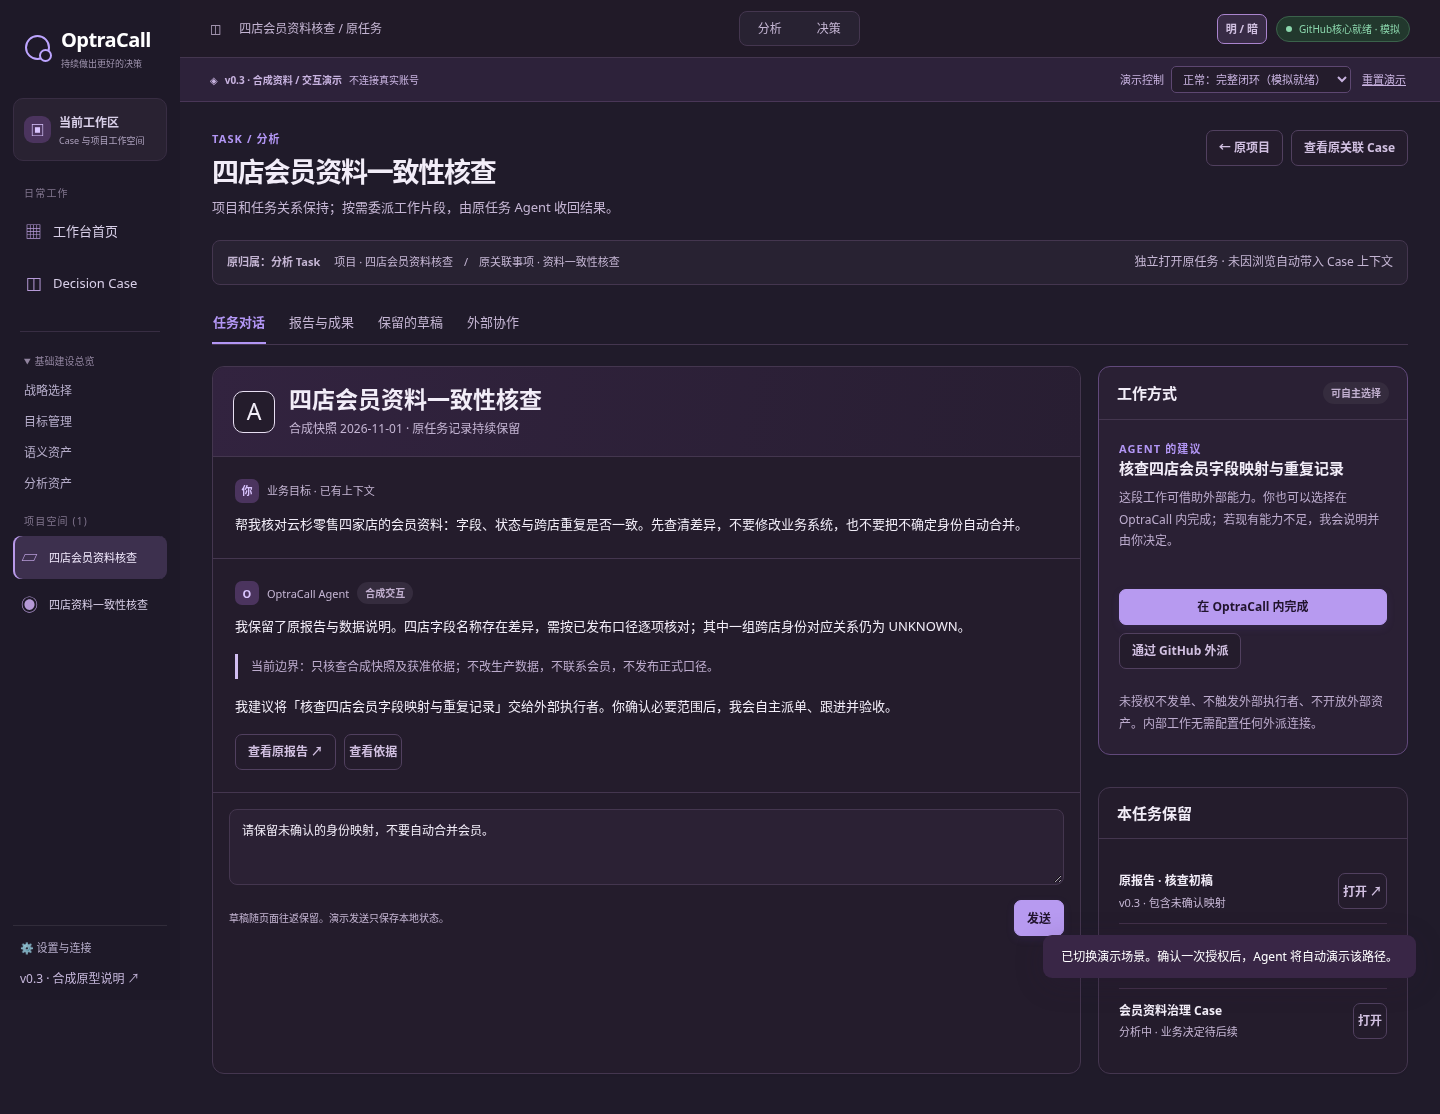 OptraCall
持续做出更好的决策
当前工作区
Case 与项目工作空间
日常工作
工作台首页
Decision Case
▼ 基础建设总览
战略选择
目标管理
语义资产
分析资产
项目空间 (1)
四店会员资料核查
四店资料一致性核查
设置与连接
v0.3 · 合成原型说明 ↗
四店会员资料核查 / 原任务
分析
决策
明 / 暗
GitHub核心就绪 · 模拟
v0.3 · 合成资料 / 交互演示 不连接真实账号
演示控制
正常：完整闭环（模拟就绪）
重置演示
TASK / 分析
四店会员资料一致性核查
项目和任务关系保持；按需委派工作片段，由原任务 Agent 收回结果。
← 原项目
查看原关联 Case
原归属：分析 Task 项目 · 四店会员资料核查 / 原关联事项 · 资料一致性核查
独立打开原任务 · 未因浏览自动带入 Case 上下文
任务对话
报告与成果
保留的草稿
外部协作
A
四店会员资料一致性核查
合成快照 2026-11-01 · 原任务记录持续保留
你 业务目标 · 已有上下文
帮我核对云杉零售四家店的会员资料：字段、状态与跨店重复是否一致。先查清差异，不要修改业务系统，也不要把不确定身份自动合并。
O OptraCall Agent 合成交互
我保留了原报告与数据说明。四店字段名称存在差异，需按已发布口径逐项核对；其中一组跨店身份对应关系仍为 UNKNOWN。
当前边界：只核查合成快照及获准依据；不改生产数据，不联系会员，不发布正式口径。
我建议将「核查四店会员字段映射与重复记录」交给外部执行者。你确认必要范围后，我会自主派单、跟进并验收。
查看原报告 ↗
查看依据
请保留未确认的身份映射，不要自动合并会员。
草稿随页面往返保留。演示发送只保存本地状态。
发送
工作方式
可自主选择
AGENT 的建议
核查四店会员字段映射与重复记录
这段工作可借助外部能力。你也可以选择在
OptraCall 内完成；若现有能力不足，我会说明并
由你决定。
在 OptraCall 内完成
通过 GitHub 外派
未授权不发单、不触发外部执行者、不开放外部资
产。内部工作无需配置任何外派连接。
本任务保留
原报告 · 核查初稿
v0.3 · 包含未确认映射
打开 ↗
已切换演示场景。确认一次授权后，Agent 将自动演示该路径。
会员资料治理 Case
分析中 · 业务决定待后续
打开